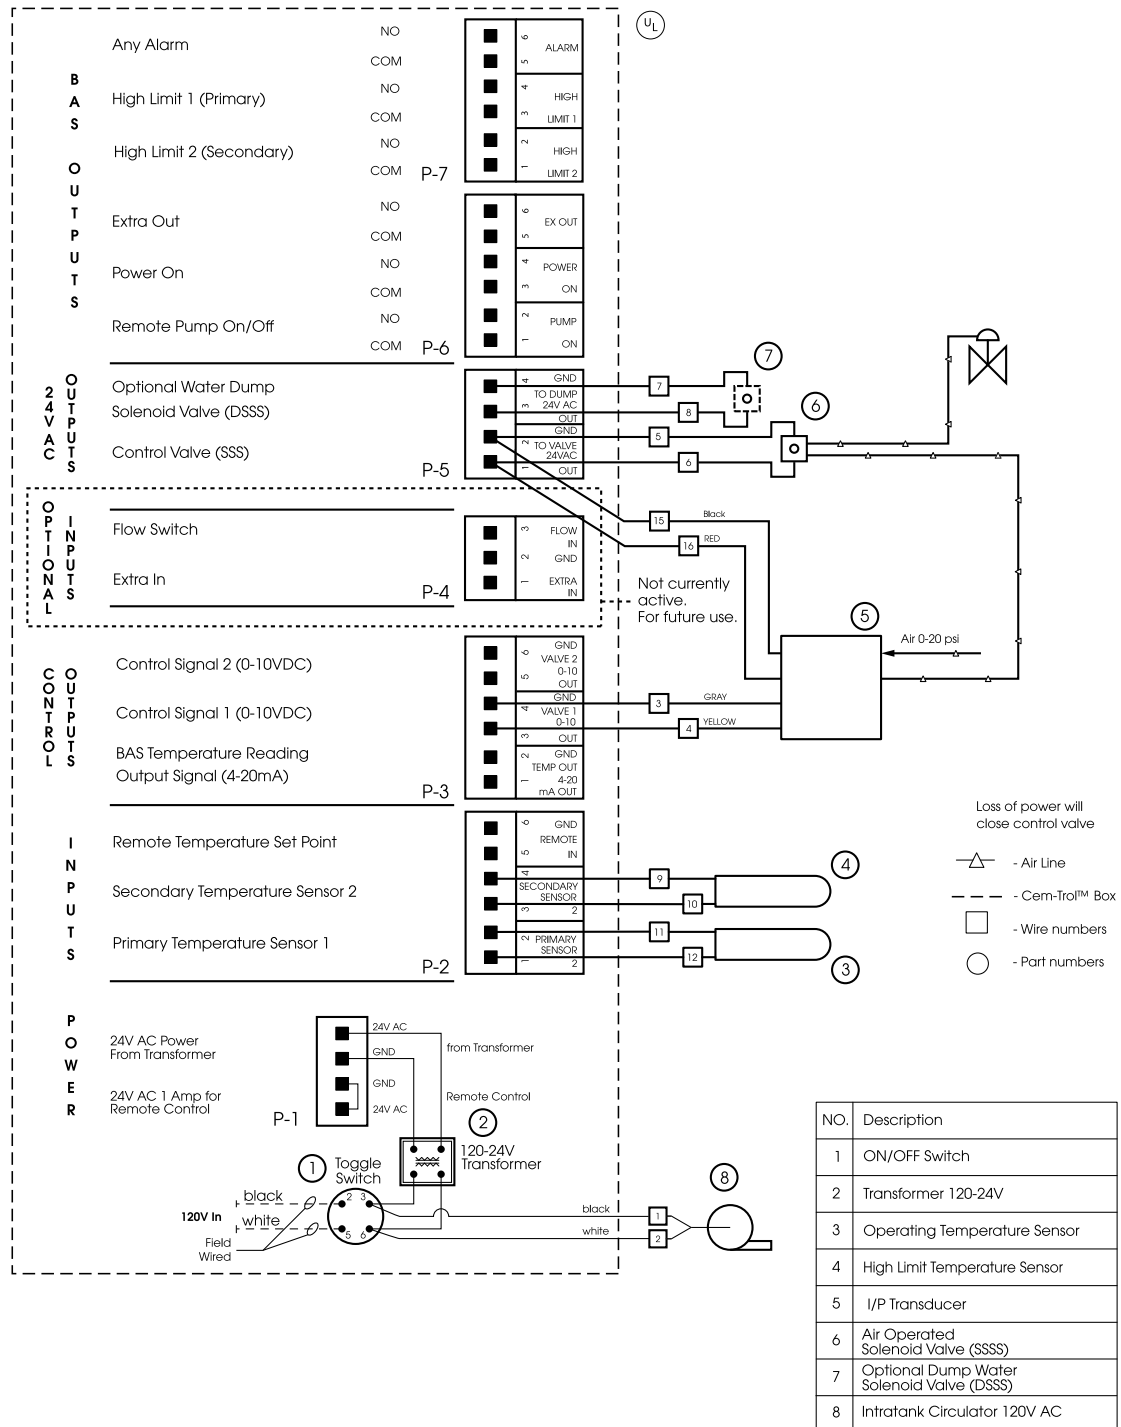 UL
BAS OUTPUTS
Any Alarm
NO
COM
6
5
ALARM
High Limit 1 (Primary)
NO
COM
4
3
HIGH
LIMIT 1
High Limit 2 (Secondary)
NO
COM
P-7
2
1
HIGH
LIMIT 2
Extra Out
NO
COM
6
5
EX OUT
Power On
NO
COM
4
3
POWER
ON
Remote Pump On/Off
NO
COM
P-6
2
1
PUMP
ON
24V AC
OUTPUTS
Optional Water Dump
Solenoid Valve (DSSS)
Control Valve (SSS)
P-5
4
3
2
1
GND
TO DUMP
24V AC
OUT
GND
TO VALVE
24VAC
OUT
7
8
5
6
7
6
OPTIONAL
INPUTS
Flow Switch
Extra In
P-4
3
2
1
FLOW
IN
GND
EXTRA
IN
15
Black
16
RED
Not currently
active.
For future use.
5
Air 0-20 psi
CONTROL
OUTPUTS
Control Signal 2 (0-10VDC)
Control Signal 1 (0-10VDC)
BAS Temperature Reading
Output Signal (4-20mA)
P-3
6
5
4
3
2
1
GND
VALVE 2
0-10
OUT
GND
VALVE 1
0-10
OUT
GND
TEMP OUT
4-20
mA OUT
3
GRAY
4
YELLOW
INPUTS
Remote Temperature Set Point
Secondary Temperature Sensor 2
Primary Temperature Sensor 1
P-2
6
5
4
3
2
1
GND
REMOTE
IN
SECONDARY
SENSOR
2
PRIMARY
SENSOR
2
9
10
11
12
4
3
Loss of power will
close control valve
- Air Line
- Cem-Trol™ Box
- Wire numbers
- Part numbers
POWER
24V AC Power
From Transformer
24V AC 1 Amp for
Remote Control
P-1
24V AC
GND
GND
24V AC
from Transformer
Remote Control
2
120-24V
Transformer
1
Toggle
Switch
2 3
5 6
120V In
black
white
Field
Wired
black
1
white
2
8
NO. Description
1 ON/OFF Switch
2 Transformer 120-24V
3 Operating Temperature Sensor
4 High Limit Temperature Sensor
5 I/P Transducer
6 Air Operated
Solenoid Valve (SSSS)
7 Optional Dump Water
Solenoid Valve (DSSS)
8 Intratank Circulator 120V AC